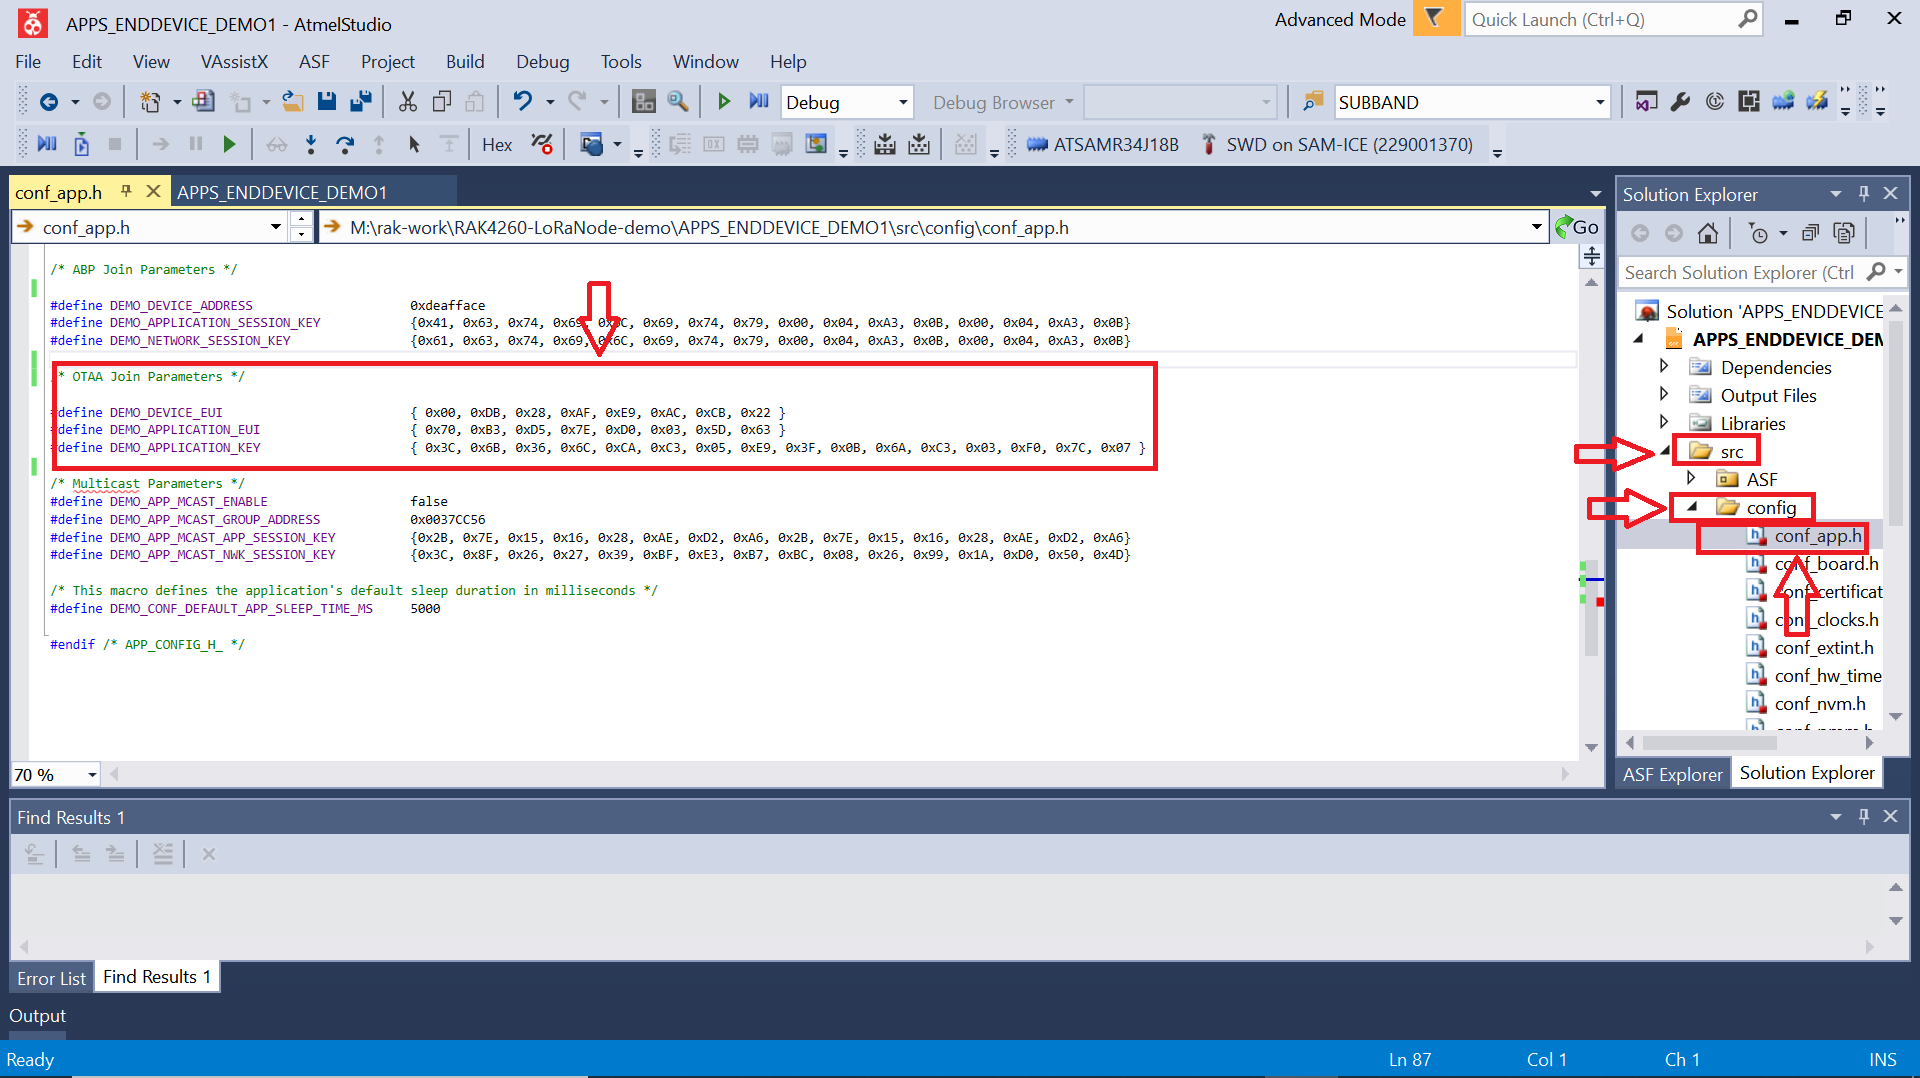 APPS_ENDDEVICE_DEMO1 - AtmelStudio
Advanced Mode
Quick Launch (Ctrl+Q)
File Edit View VAssistX ASF Project Build Debug Tools Window Help
Debug Debug Browser SUBBAND
Hex ATSAMR34J18B SWD on SAM-ICE (229001370)
conf_app.h APPS_ENDDEVICE_DEMO1
conf_app.h M:\rak-work\RAK4260-LoRaNode-demo\APPS_ENDDEVICE_DEMO1\src\config\conf_app.h Go
/* ABP Join Parameters */
#define DEMO_DEVICE_ADDRESS 0xdeafface
#define DEMO_APPLICATION_SESSION_KEY {0x41, 0x63, 0x74, 0x69, 0x6C, 0x69, 0x74, 0x79, 0x00, 0x04, 0xA3, 0x0B, 0x00, 0x04, 0xA3, 0x0B}
#define DEMO_NETWORK_SESSION_KEY {0x61, 0x63, 0x74, 0x69, 0x6C, 0x69, 0x74, 0x79, 0x00, 0x04, 0xA3, 0x0B, 0x00, 0x04, 0xA3, 0x0B}
/* OTAA Join Parameters */
#define DEMO_DEVICE_EUI { 0x00, 0xDB, 0x28, 0xAF, 0xE9, 0xAC, 0xCB, 0x22 }
#define DEMO_APPLICATION_EUI { 0x70, 0xB3, 0xD5, 0x7E, 0xD0, 0x03, 0x5D, 0x63 }
#define DEMO_APPLICATION_KEY { 0x3C, 0x6B, 0x36, 0x6C, 0xCA, 0xC3, 0x05, 0xE9, 0x3F, 0x0B, 0x6A, 0xC3, 0x03, 0xF0, 0x7C, 0x07 }
/* Multicast Parameters */
#define DEMO_APP_MCAST_ENABLE false
#define DEMO_APP_MCAST_GROUP_ADDRESS 0x0037CC56
#define DEMO_APP_MCAST_APP_SESSION_KEY {0x2B, 0x7E, 0x15, 0x16, 0x28, 0xAE, 0xD2, 0xA6, 0x2B, 0x7E, 0x15, 0x16, 0x28, 0xAE, 0xD2, 0xA6}
#define DEMO_APP_MCAST_NWK_SESSION_KEY {0x3C, 0x8F, 0x26, 0x27, 0x39, 0xBF, 0xE3, 0xB7, 0xBC, 0x08, 0x26, 0x99, 0x1A, 0xD0, 0x50, 0x4D}
/* This macro defines the application's default sleep duration in milliseconds */
#define DEMO_CONF_DEFAULT_APP_SLEEP_TIME_MS 5000
#endif /* APP_CONFIG_H_ */
70 %
Solution Explorer
Search Solution Explorer (Ctrl
Solution 'APPS_ENDDEVICE
APPS_ENDDEVICE_DEM
Dependencies
Output Files
Libraries
src
ASF
config
conf_app.h
conf_board.h
conf_certificat
conf_clocks.h
conf_extint.h
conf_hw_time
conf_nvm.h
ASF Explorer Solution Explorer
Find Results 1
Error List Find Results 1
Output
Ready Ln 87 Col 1 Ch 1 INS